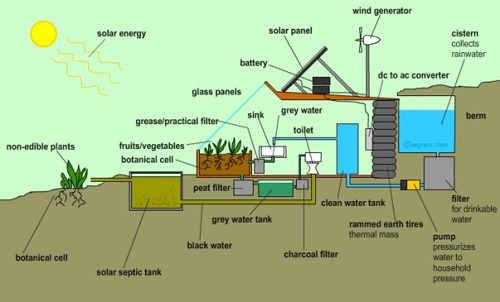 wind generator
solar energy
solar panel
cistern
collects
rainwater
battery
dc to ac converter
glass panels
grey water
grease/practical filter
sink
toilet
berm
©iagram.com
fruits/vegetables
botanical cell
non-edible plants
peat filter
clean water tank
filter
for drinkable
water
grey water tank
rammed earth tires
thermal mass
pump
pressurizes
water to
household
pressure
black water
charcoal filter
botanical cell
solar septic tank